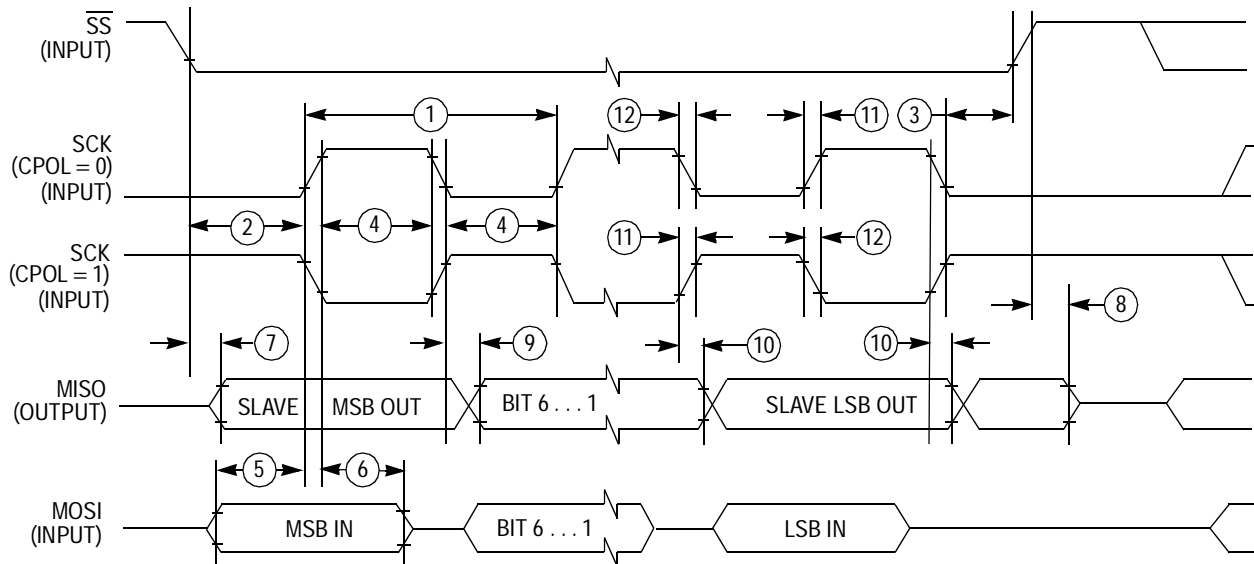 SS
(INPUT)
1
12
11
3
SCK
(CPOL = 0)
(INPUT)
2
4
4
11
12
SCK
(CPOL = 1)
(INPUT)
8
7
9
10
10
MISO
(OUTPUT)
SLAVE MSB OUT
BIT 6 . . . 1
SLAVE LSB OUT
5
6
MOSI
(INPUT)
MSB IN
BIT 6 . . . 1
LSB IN